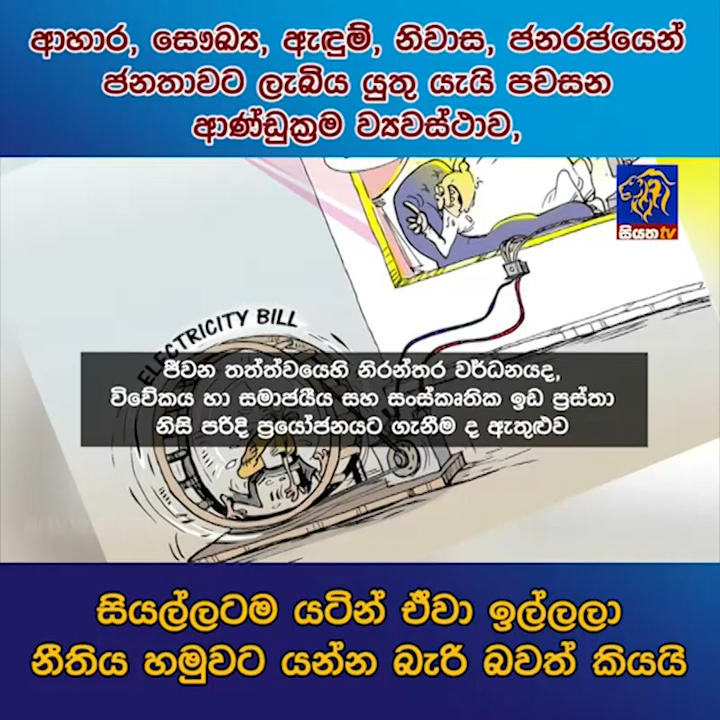 ආහාර, සෞඛ්‍ය, ඇඳුම්, නිවාස, ජනරජයෙන්
ජනතාවට ලැබිය යුතු යැයි පවසන
ආණ්ඩුක්‍රම ව්‍යවස්ථාව,
සියත tv
ELECTRICITY BILL
ජීවන තත්ත්වයෙහි නිරන්තර වර්ධනයද,
විවේකය හා සමාජයීය සහ සංස්කෘතික ඉඩ ප්‍රස්තා
නිසි පරිදි ප්‍රයෝජනයට ගැනීම ද ඇතුළුව
සියල්ලටම යටින් ඒවා ඉල්ලලා
නීතිය හමුවට යන්න බැරි බවත් කියයි